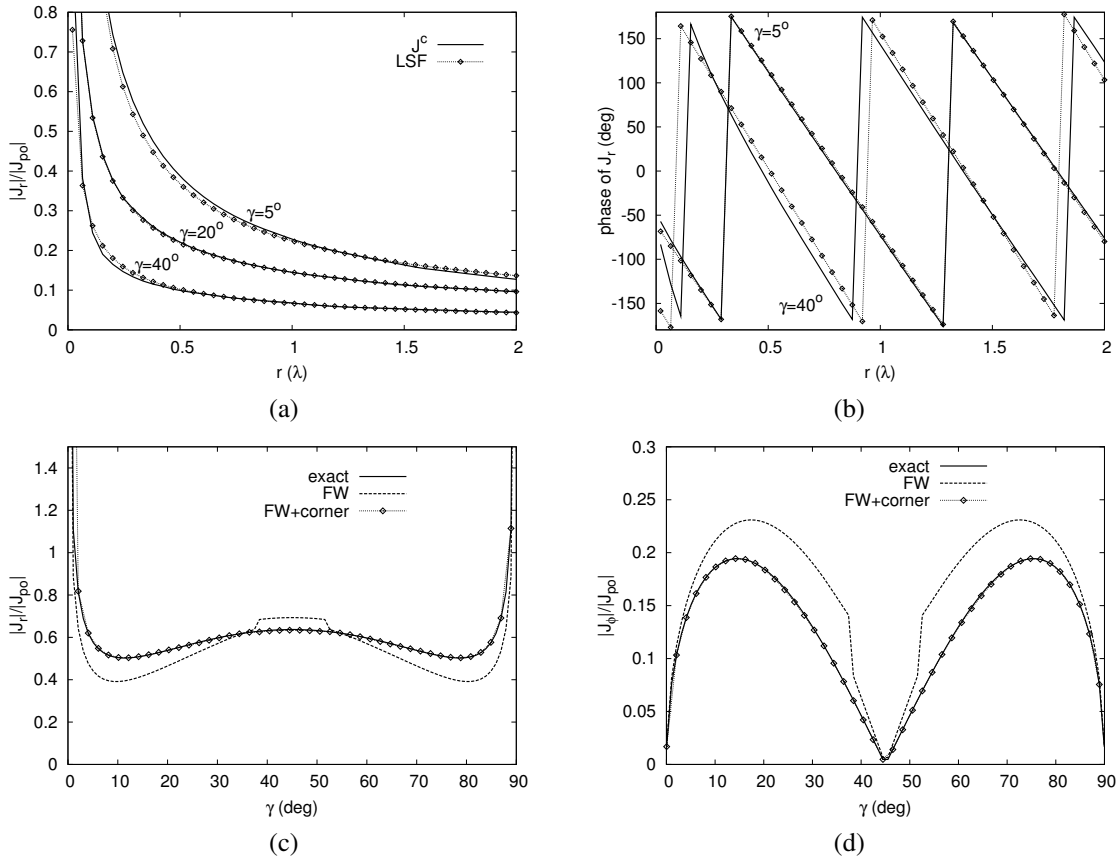 0.8
0.7
0.6
0.5
0.4
0.3
0.2
0.1
0
|J_r|/|J_po|
J^c
LSF
γ=5°
γ=20°
γ=40°
0 0.5 1 1.5 2
r (λ)
(a)
150
100
50
0
-50
-100
-150
phase of J_r (deg)
γ=5°
γ=40°
0 0.5 1 1.5 2
r (λ)
(b)
1.4
1.2
1
0.8
0.6
0.4
0.2
0
|J_r|/|J_po|
exact
FW
FW+corner
0 10 20 30 40 50 60 70 80 90
γ (deg)
(c)
0.3
0.25
0.2
0.15
0.1
0.05
0
|J_ϕ|/|J_po|
exact
FW
FW+corner
0 10 20 30 40 50 60 70 80 90
γ (deg)
(d)